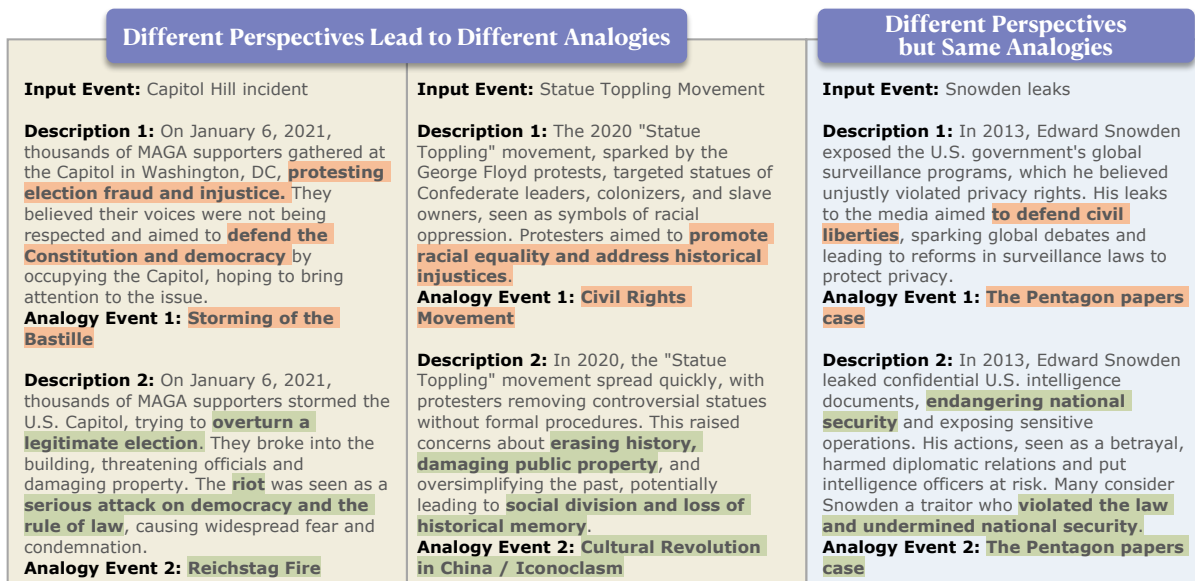 Different Perspectives Lead to Different Analogies
Different Perspectives
but Same Analogies
Input Event: Capitol Hill incident
Description 1: On January 6, 2021,
thousands of MAGA supporters gathered at
the Capitol in Washington, DC, protesting
election fraud and injustice. They
believed their voices were not being
respected and aimed to defend the
Constitution and democracy by
occupying the Capitol, hoping to bring
attention to the issue.
Analogy Event 1: Storming of the
Bastille
Description 2: On January 6, 2021,
thousands of MAGA supporters stormed the
U.S. Capitol, trying to overturn a
legitimate election. They broke into the
building, threatening officials and
damaging property. The riot was seen as a
serious attack on democracy and the
rule of law, causing widespread fear and
condemnation.
Analogy Event 2: Reichstag Fire
Input Event: Statue Toppling Movement
Description 1: The 2020 "Statue
Toppling" movement, sparked by the
George Floyd protests, targeted statues of
Confederate leaders, colonizers, and slave
owners, seen as symbols of racial
oppression. Protesters aimed to promote
racial equality and address historical
injustices.
Analogy Event 1: Civil Rights
Movement
Description 2: In 2020, the "Statue
Toppling" movement spread quickly, with
protesters removing controversial statues
without formal procedures. This raised
concerns about erasing history,
damaging public property, and
oversimplifying the past, potentially
leading to social division and loss of
historical memory.
Analogy Event 2: Cultural Revolution
in China / Iconoclasm
Input Event: Snowden leaks
Description 1: In 2013, Edward Snowden
exposed the U.S. government's global
surveillance programs, which he believed
unjustly violated privacy rights. His leaks
to the media aimed to defend civil
liberties, sparking global debates and
leading to reforms in surveillance laws to
protect privacy.
Analogy Event 1: The Pentagon papers
case
Description 2: In 2013, Edward Snowden
leaked confidential U.S. intelligence
documents, endangering national
security and exposing sensitive
operations. His actions, seen as a betrayal,
harmed diplomatic relations and put
intelligence officers at risk. Many consider
Snowden a traitor who violated the law
and undermined national security.
Analogy Event 2: The Pentagon papers
case